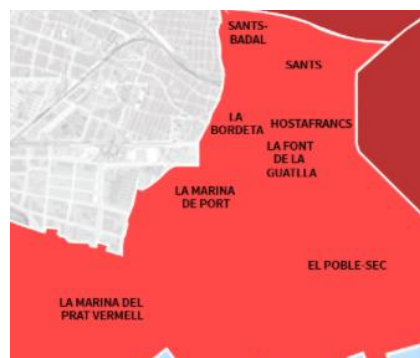 SANTS-
BADAL
SANTS
LA
BORDETA
HOSTAFRANCS
LA FONT
DE LA
GUATLLA
LA MARINA
DE PORT
EL POBLE-SEC
LA MARINA DEL
PRAT VERMELL